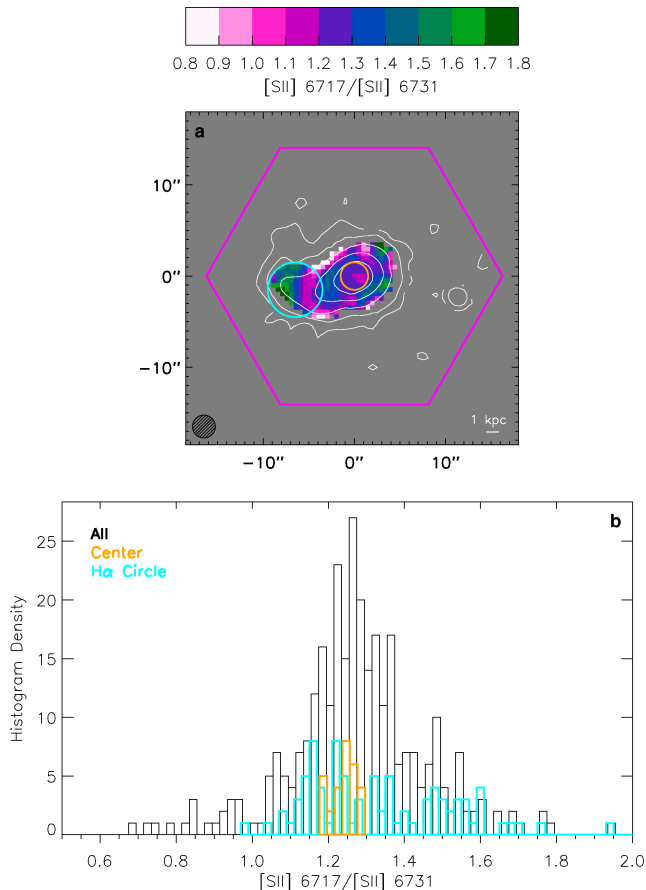 0.8 0.9 1.0 1.1 1.2 1.3 1.4 1.5 1.6 1.7 1.8
[SII] 6717/[SII] 6731
a
10"
0"
−10"
1 kpc
−10" 0" 10"
b
All
Center
Hα Circle
25
20
15
10
5
0
Histogram Density
0.6 0.8 1.0 1.2 1.4 1.6 1.8 2.0
[SII] 6717/[SII] 6731